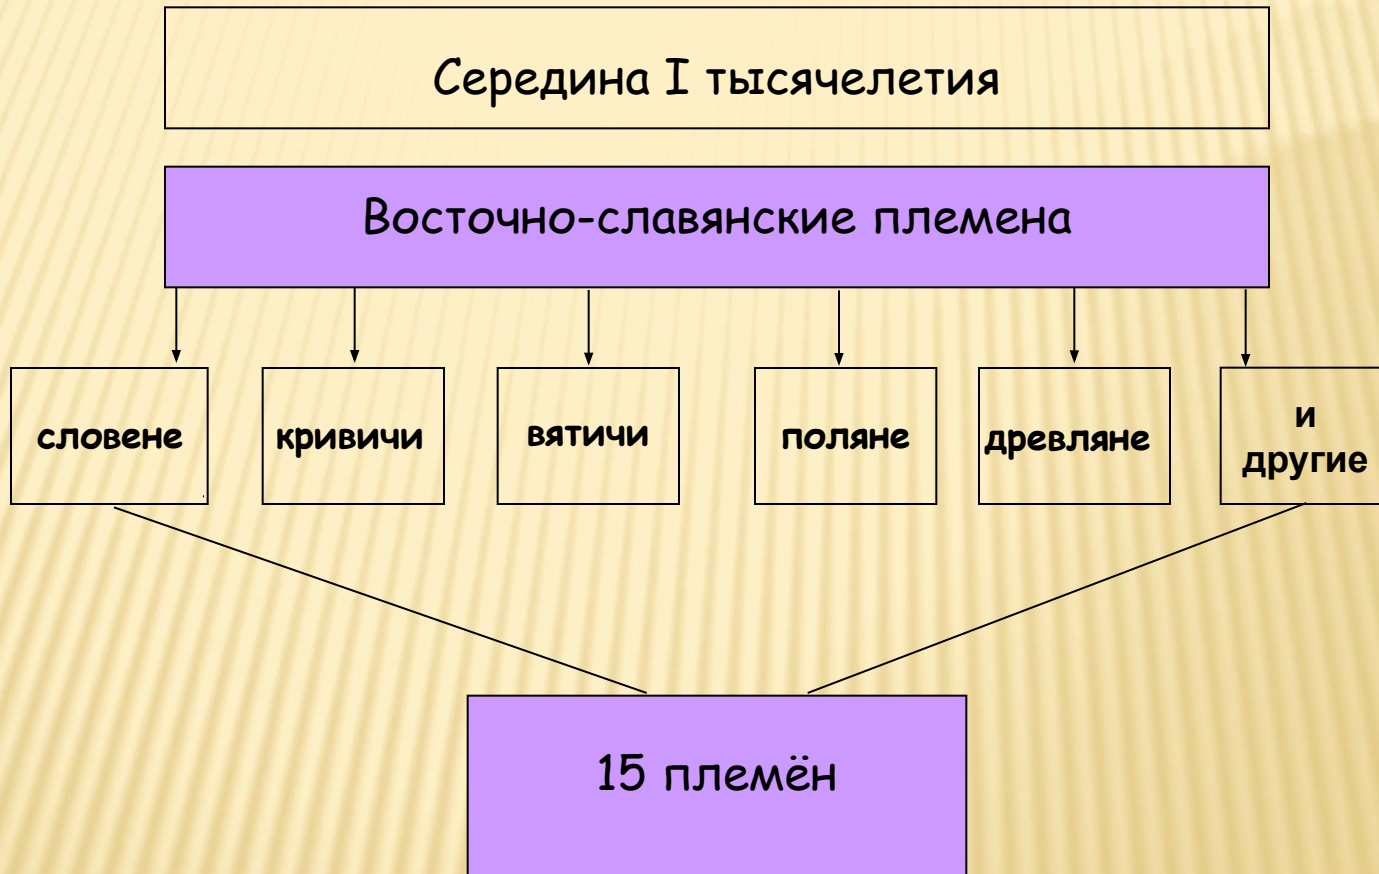 Середина I тысячелетия
Восточно-славянские племена
словене
кривичи
вятичи
поляне
древляне
и
другие
15 племён